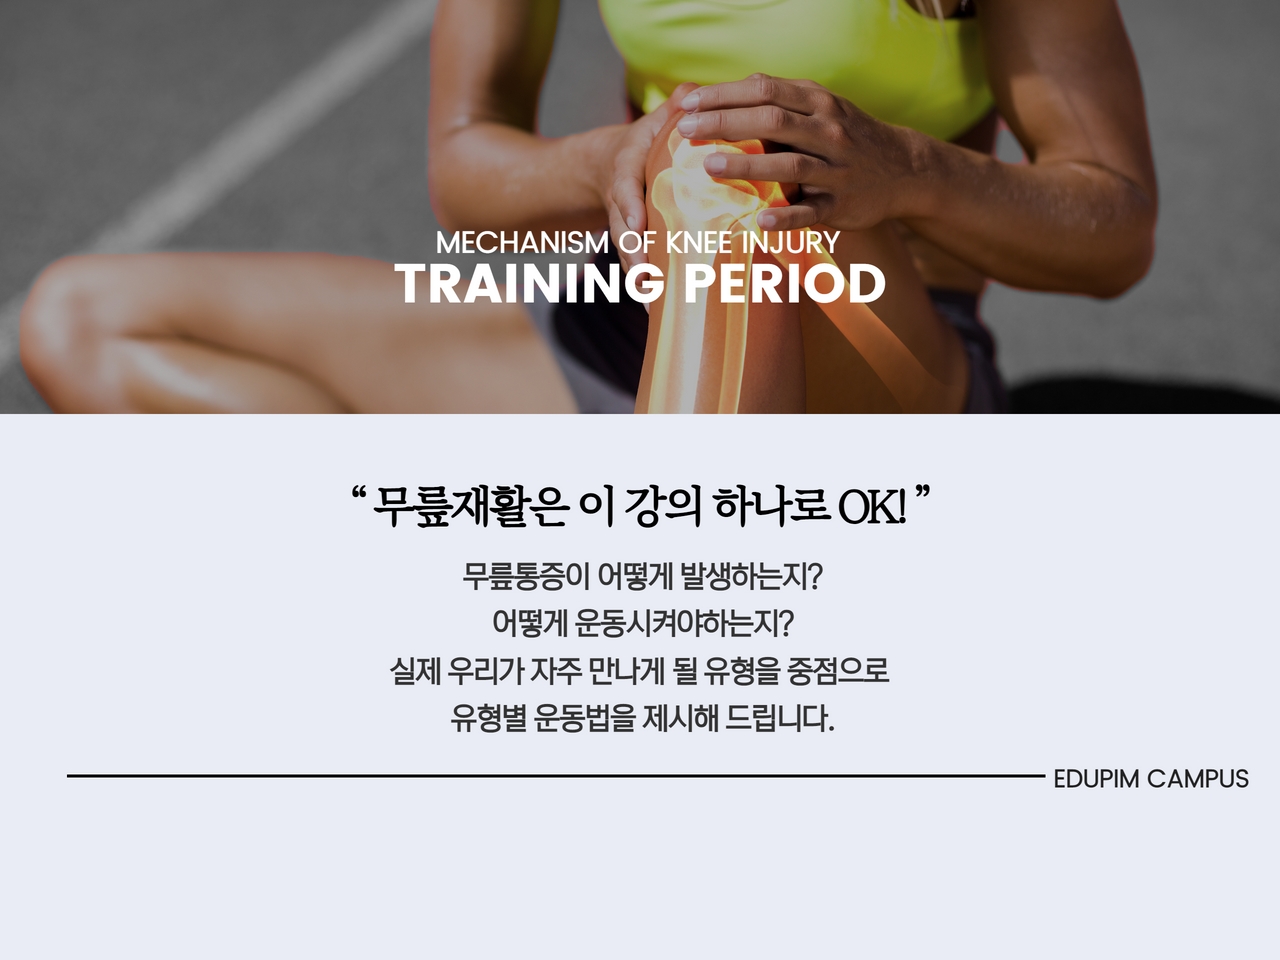 MECHANISM OF KNEE INJURY
TRAINING PERIOD
“ 무릎재활은 이 강의 하나로 OK! ”
무릎통증이 어떻게 발생하는지?
어떻게 운동시켜야하는지?
실제 우리가 자주 만나게 될 유형을 중점으로
유형별 운동법을 제시해 드립니다.
EDUPIM CAMPUS